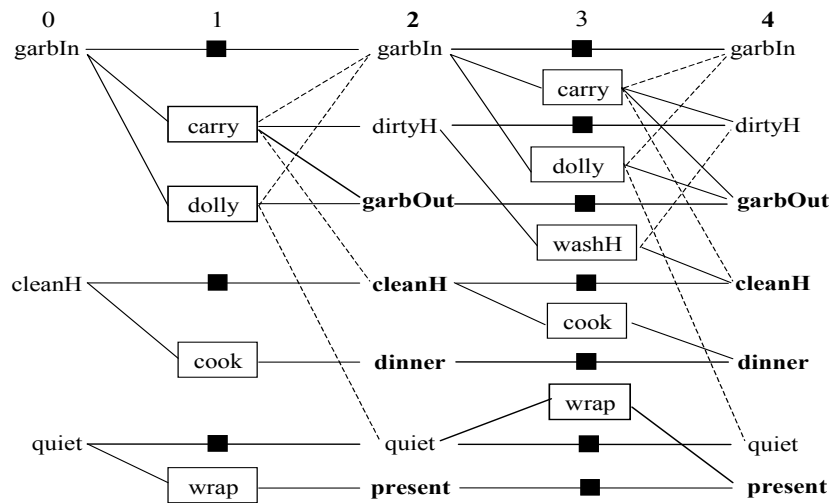 0 1 2 3 4
garbIn garbIn garbIn
carry
carry dirtyH dirtyH
dolly
dolly garbOut garbOut
washH
cleanH cleanH cleanH
cook
cook dinner dinner
wrap
quiet quiet quiet
wrap present present